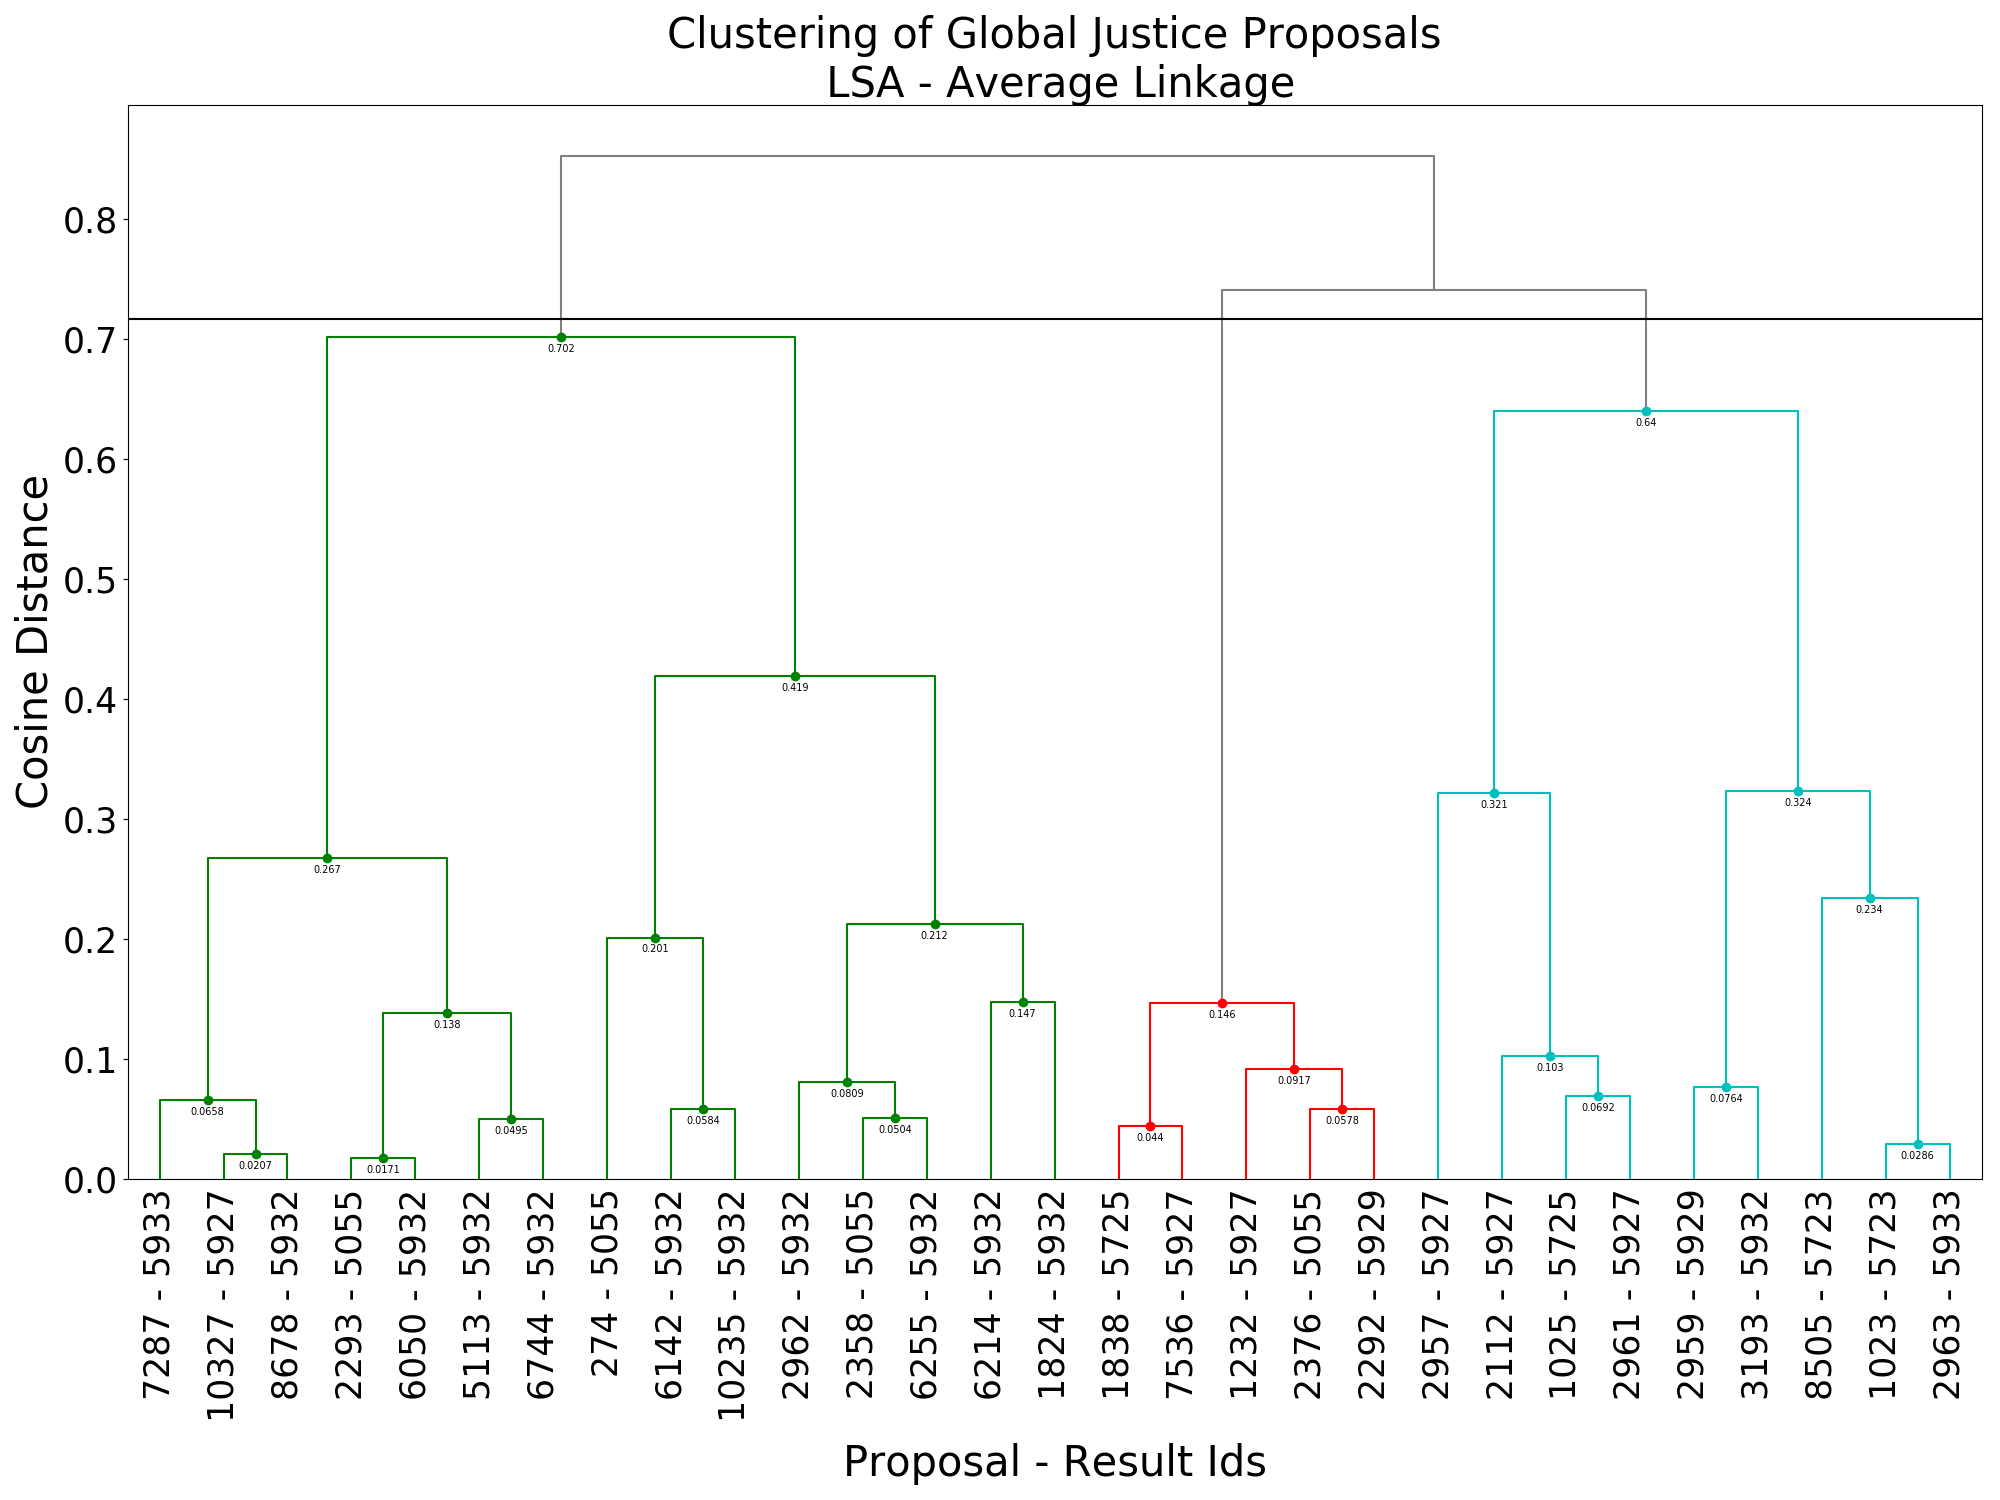 Clustering of Global Justice Proposals
LSA - Average Linkage
Cosine Distance
0.8
0.7
0.6
0.5
0.4
0.3
0.2
0.1
0.0
0.702
0.64
0.419
0.321
0.324
0.267
0.234
0.212
0.201
0.147
0.146
0.138
0.103
0.0917
0.0809
0.0764
0.0692
0.0658
0.0584
0.0578
0.0504
0.0495
0.044
0.0286
0.0207
0.0171
7287 - 5933
10327 - 5927
8678 - 5932
2293 - 5055
6050 - 5932
5113 - 5932
6744 - 5932
274 - 5055
6142 - 5932
10235 - 5932
2962 - 5932
2358 - 5055
6255 - 5932
6214 - 5932
1824 - 5932
1838 - 5725
7536 - 5927
1232 - 5927
2376 - 5055
2292 - 5929
2957 - 5927
2112 - 5927
1025 - 5725
2961 - 5927
2959 - 5929
3193 - 5932
8505 - 5723
1023 - 5723
2963 - 5933
Proposal - Result Ids